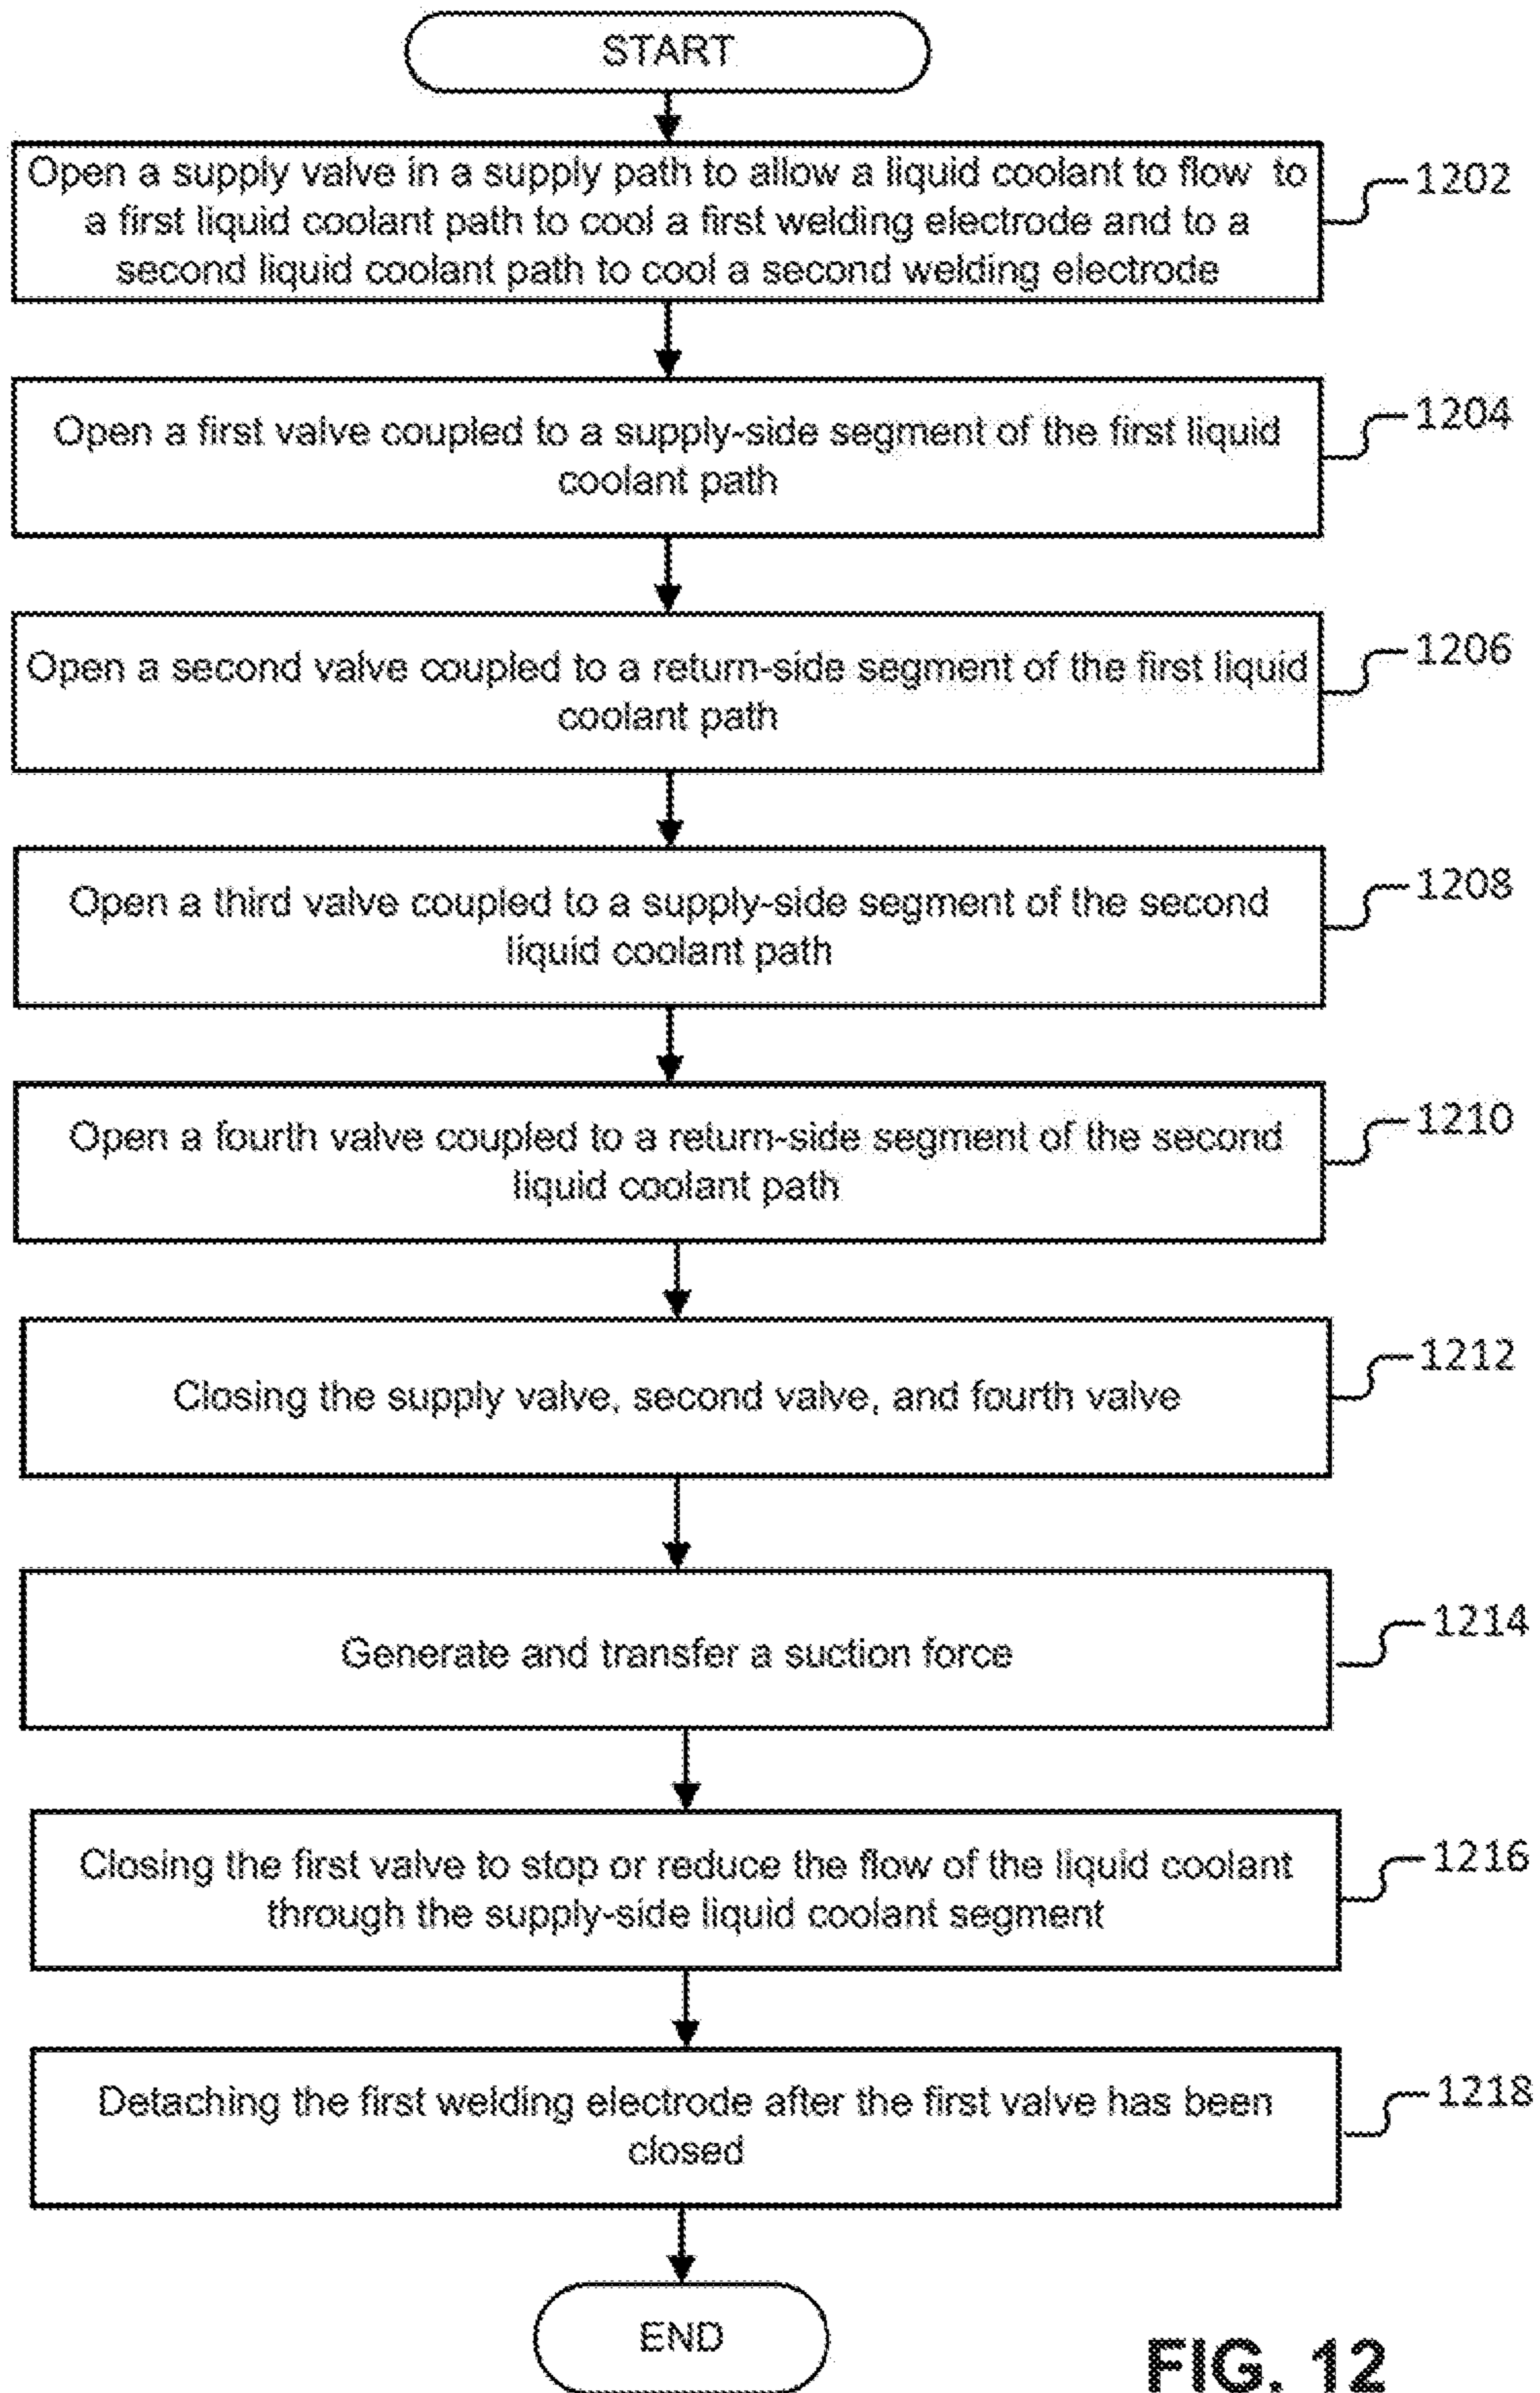 START
Open a supply valve in a supply path to allow a liquid coolant to flow to
a first liquid coolant path to cool a first welding electrode and to a
second liquid coolant path to cool a second welding electrode
1202
Open a first valve coupled to a supply-side segment of the first liquid
coolant path
1204
Open a second valve coupled to a return-side segment of the first liquid
coolant path
1206
Open a third valve coupled to a supply-side segment of the second
liquid coolant path
1208
Open a fourth valve coupled to a return-side segment of the second
liquid coolant path
1210
Closing the supply valve, second valve, and fourth valve
1212
Generate and transfer a suction force
1214
Closing the first valve to stop or reduce the flow of the liquid coolant
through the supply-side liquid coolant segment
1216
Detaching the first welding electrode after the first valve has been
closed
1218
END
FIG. 12